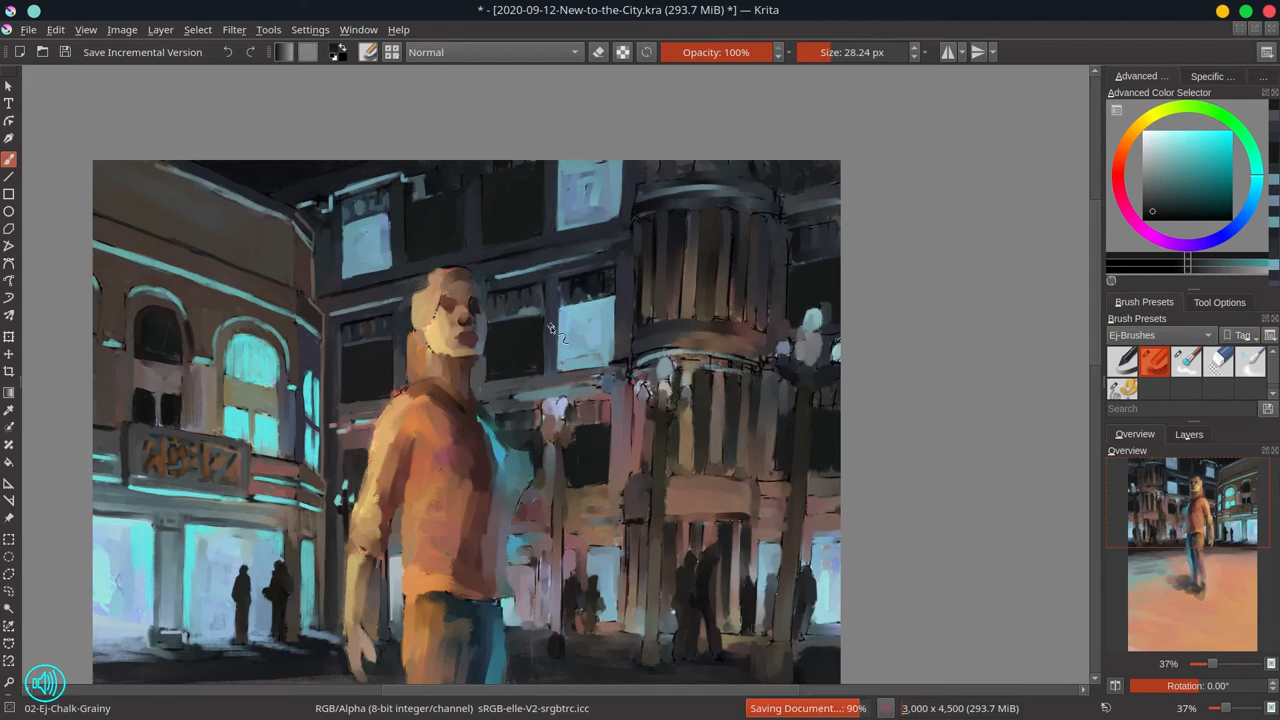 * - [2020-09-12-New-to-the-City.kra (293.7 MiB) *] — Krita
File Edit View Image Layer Select Filter Tools Settings Window Help
Save Incremental Version Normal Opacity: 100% Size: 28.24 px
Advanced ... Specific ... ...
Advanced Color Selector
Brush Presets Tool Options
Brush Presets
Ej-Brushes Tag
Search
Overview Layers
Overview
37%
Rotation: 0.00°
02-Ej-Chalk-Grainy RGB/Alpha (8-bit integer/channel) sRGB-elle-V2-srgbtrc.icc Saving Document...: 90% 3,000 x 4,500 (293.7 MiB) 37%